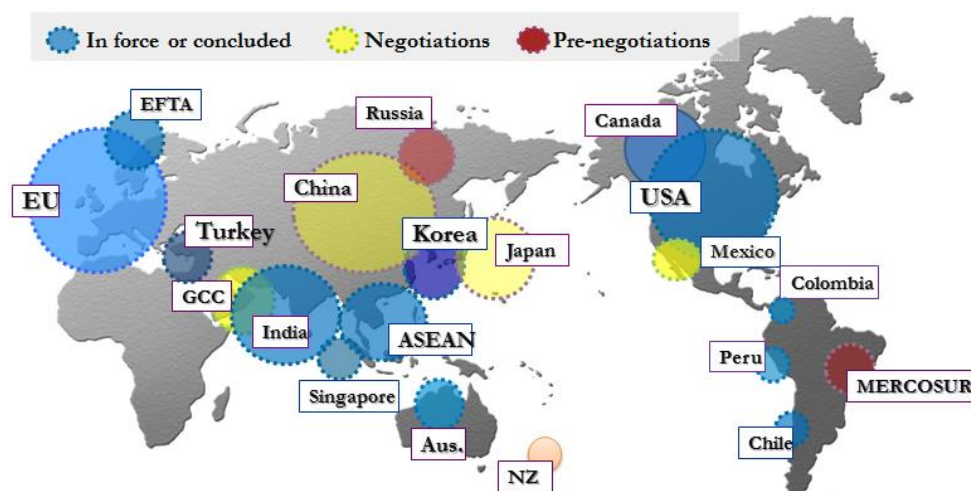 In force or concluded
Negotiations
Pre-negotiations
EFTA
Russia
Canada
China
EU
USA
Turkey
Korea
Japan
Mexico
GCC
Colombia
India
ASEAN
Peru
Singapore
MERCOSUR
Aus.
Chile
NZ